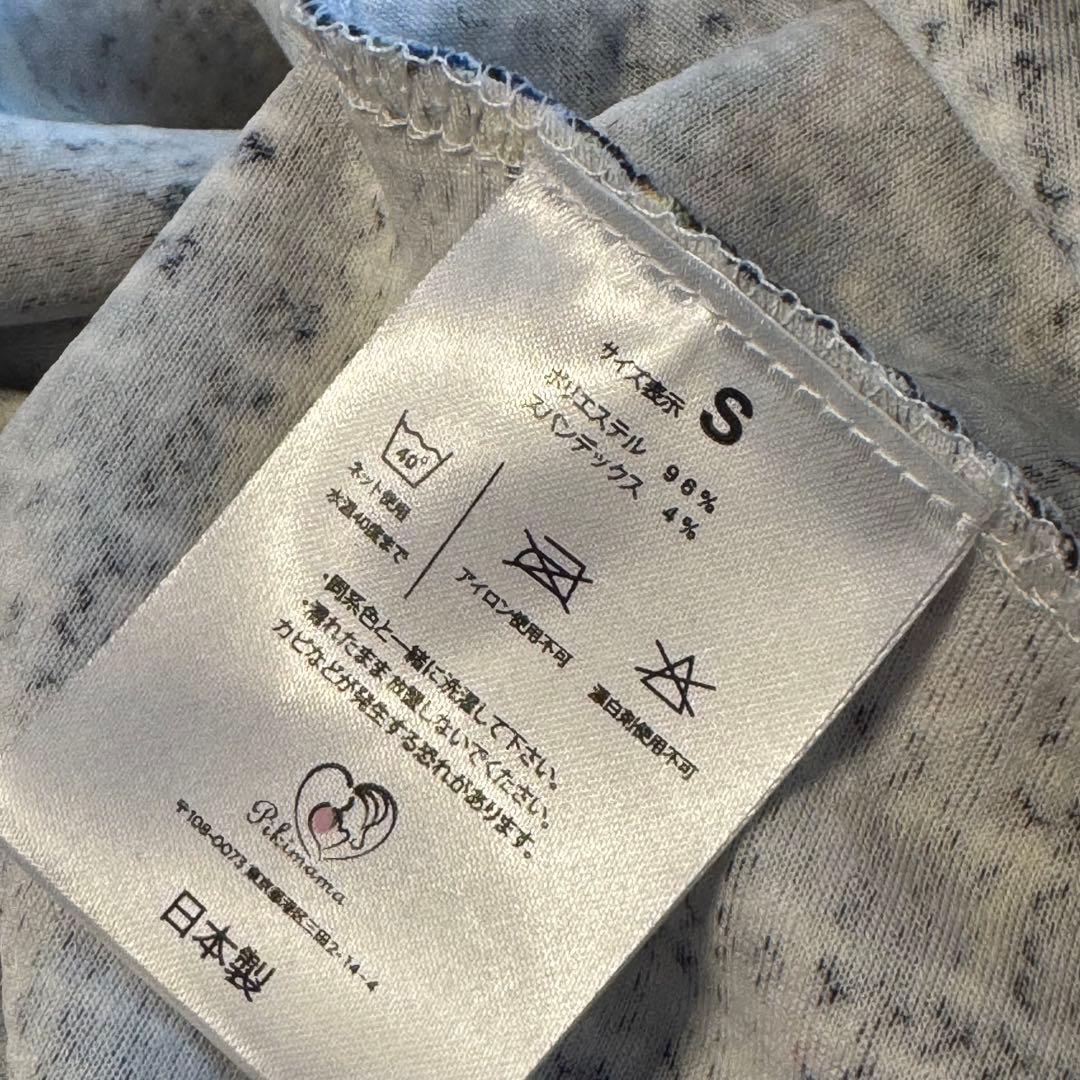 サイズ表示 S
ポリエステル 96%
スパンデックス 4%
40°
ネット使用
水温40度まで
アイロン使用不可
漂白剤使用不可
・同系色と一緒に洗濯して下さい。
・濡れたまま放置しないでください。
カビなどが発生する恐れがあります。
Pikimama
〒108-0073 東京都港区三田2-14-4
日本製